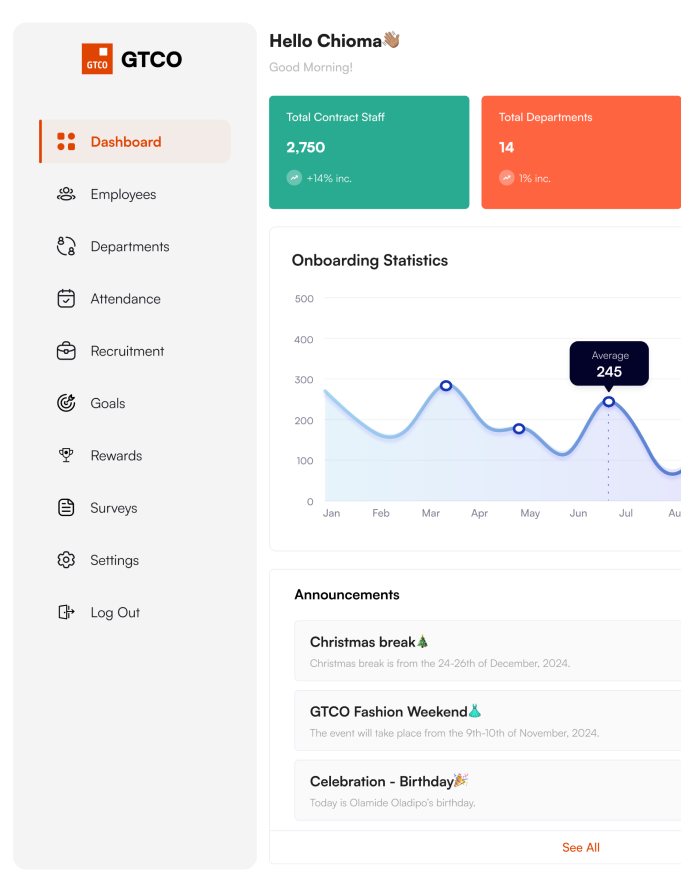 GTCO
GTCO
Dashboard
Employees
Departments
Attendance
Recruitment
Goals
Rewards
Surveys
Settings
Log Out
Hello Chioma👋🏽
Good Morning!
Total Contract Staff
2,750
+14% inc.
Total Departments
14
1% inc.
Onboarding Statistics
500
400
300
200
100
0
Average
245
Jan Feb Mar Apr May Jun Jul Au
Announcements
Christmas break🎄
Christmas break is from the 24-26th of December, 2024.
GTCO Fashion Weekend👗
The event will take place from the 9th-10th of November, 2024.
Celebration - Birthday🎉
Today is Olamide Oladipo's birthday.
See All